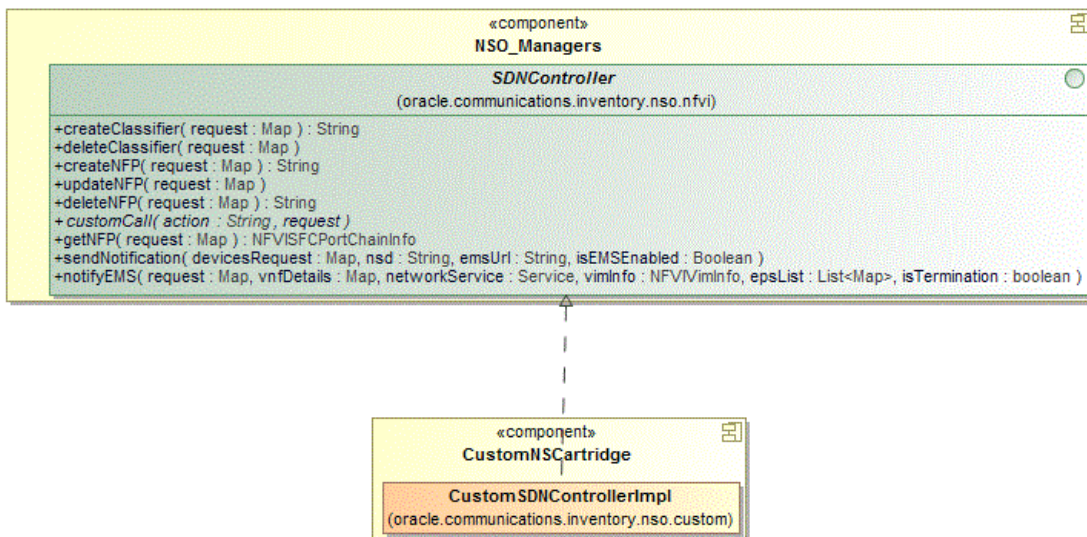 «component»
NSO_Managers
SDNController
(oracle.communications.inventory.nso.nfvi)
+createClassifier( request : Map ) : String
+deleteClassifier( request : Map )
+createNFP( request : Map ) : String
+updateNFP( request : Map )
+deleteNFP( request : Map ) : String
+customCall( action : String, request )
+getNFP( request : Map ) : NFVISFCPortChainInfo
+sendNotification( devicesRequest : Map, nsd : String, emsUrl : String, isEMSEnabled : Boolean )
+notifyEMS( request : Map, vnfDetails : Map, networkService : Service, vimInfo : NFVIVimInfo, epsList : List<Map>, isTermination : boolean )
«component»
CustomNSCartridge
CustomSDNControllerImpl
(oracle.communications.inventory.nso.custom)